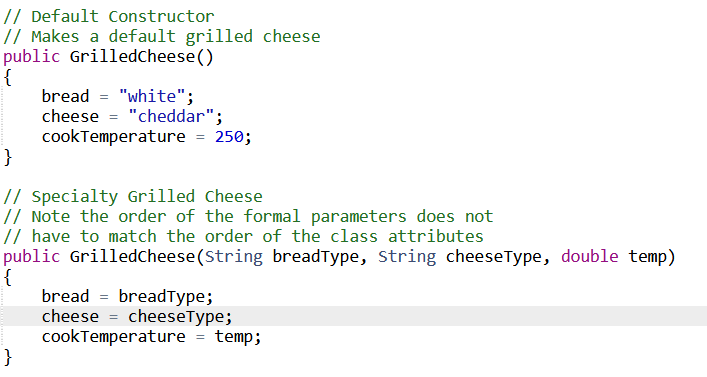 // Default Constructor
// Makes a default grilled cheese
public GrilledCheese()
{
    bread = "white";
    cheese = "cheddar";
    cookTemperature = 250;
}

// Specialty Grilled Cheese
// Note the order of the formal parameters does not
// have to match the order of the class attributes
public GrilledCheese(String breadType, String cheeseType, double temp)
{
    bread = breadType;
    cheese = cheeseType;
    cookTemperature = temp;
}